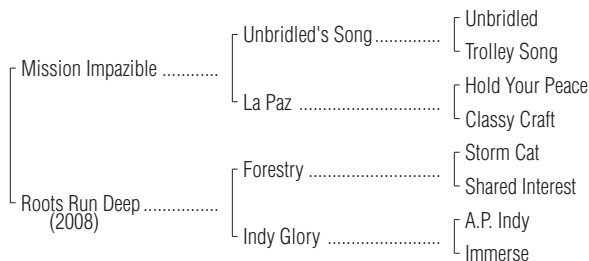 Unbridled
Unbridled's Song..............
Trolley Song
Mission Impazible ............
Hold Your Peace
La Paz ..............................
Classy Craft
Storm Cat
Forestry ............................
Shared Interest
Roots Run Deep................
(2008)
A.P. Indy
Indy Glory ........................
Immerse